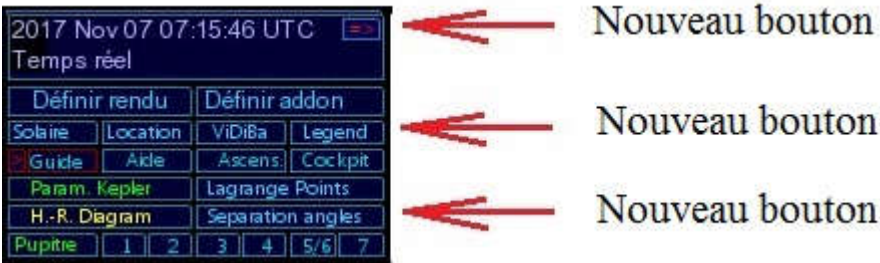 2017 Nov 07 07:15:46 UTC =>
Nouveau bouton
Temps réel
Définir rendu Définir addon
Solaire Location ViDiBa Legend
Nouveau bouton
> Guide Aide Ascens. Cockpit
Param. Kepler Lagrange Points
H.-R. Diagram Separation angles
Nouveau bouton
Pupitre 1 2 3 4 5/6 7